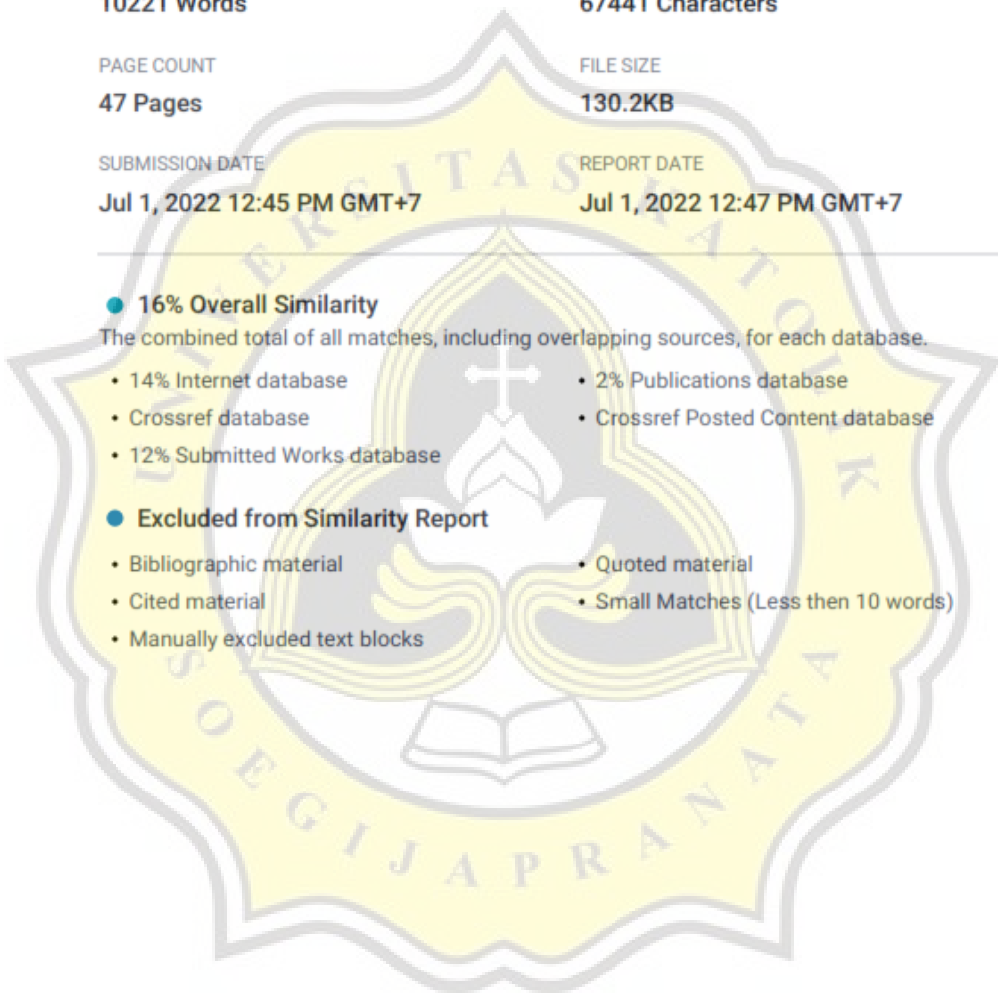 10221 Words 67441 Characters
PAGE COUNT FILE SIZE
47 Pages 130.2KB
SUBMISSION DATE REPORT DATE
Jul 1, 2022 12:45 PM GMT+7 Jul 1, 2022 12:47 PM GMT+7
16% Overall Similarity
The combined total of all matches, including overlapping sources, for each database.
• 14% Internet database • 2% Publications database
• Crossref database • Crossref Posted Content database
• 12% Submitted Works database
Excluded from Similarity Report
• Bibliographic material • Quoted material
• Cited material • Small Matches (Less then 10 words)
• Manually excluded text blocks
UNIVERSITAS KATOLIK
SOEGIJAPRANATA